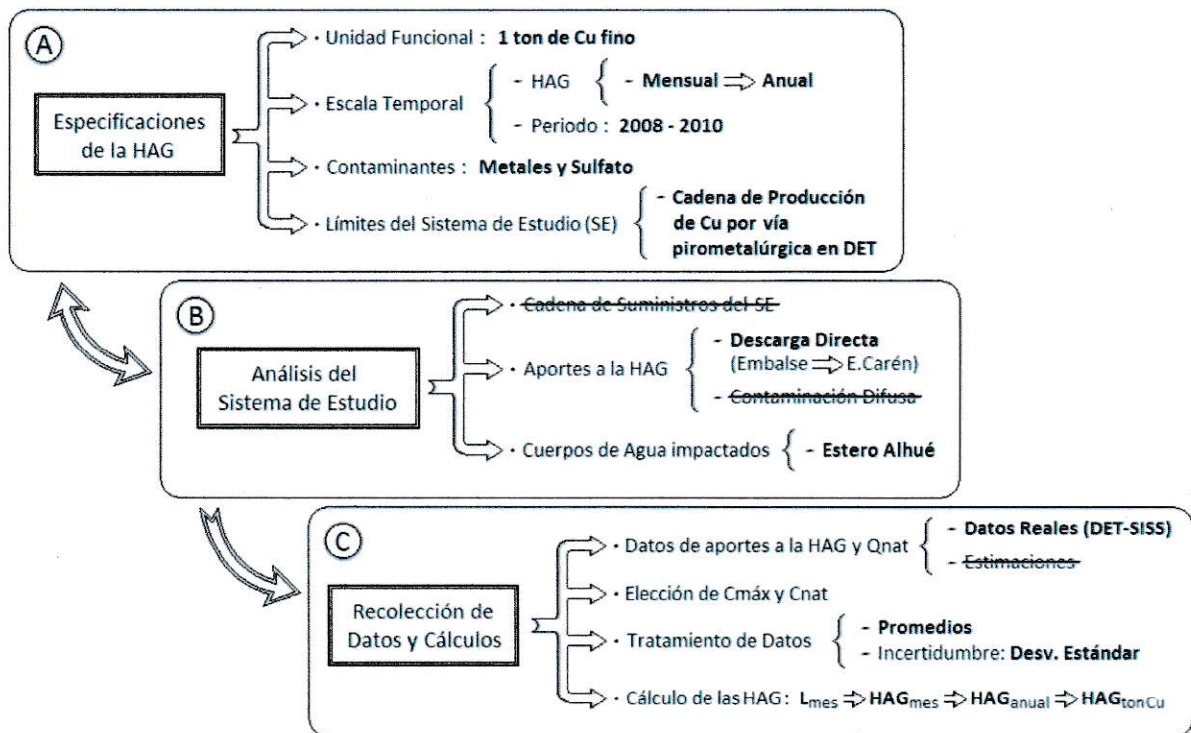 A
Especificaciones
de la HAG
· Unidad Funcional : 1 ton de Cu fino
· Escala Temporal
- HAG
- Mensual ⇒ Anual
- Periodo : 2008 - 2010
· Contaminantes : Metales y Sulfato
· Límites del Sistema de Estudio (SE)
- Cadena de Producción
de Cu por vía
pirometalúrgica en DET
B
Análisis del
Sistema de Estudio
· Cadena de Suministros del SE
· Aportes a la HAG
- Descarga Directa
(Embalse ⇒ E.Carén)
- Contaminación Difusa
· Cuerpos de Agua impactados
- Estero Alhué
C
Recolección de
Datos y Cálculos
· Datos de aportes a la HAG y Qnat
- Datos Reales (DET-SISS)
- Estimaciones
· Elección de Cmáx y Cnat
· Tratamiento de Datos
- Promedios
- Incertidumbre: Desv. Estándar
· Cálculo de las HAG : Lmes ⇒ HAGmes ⇒ HAGanual ⇒ HAGtonCu